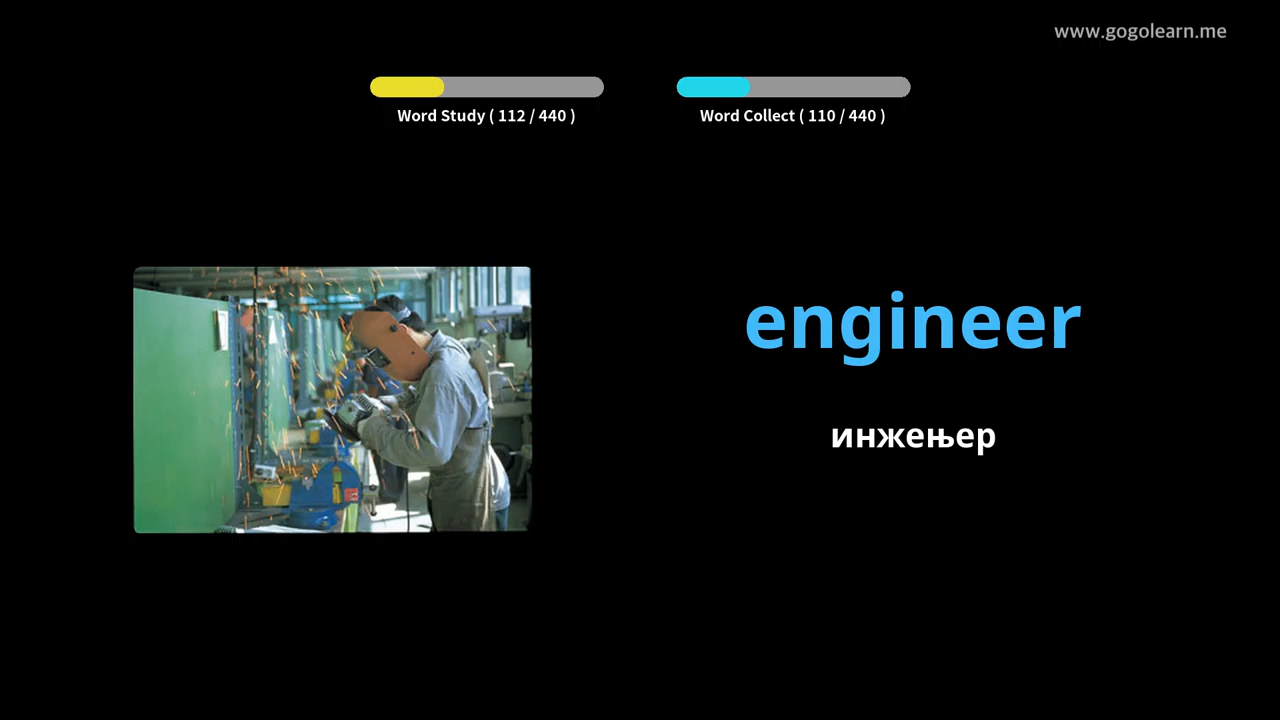 www.gogolearn.me
Word Study ( 112 / 440 )
Word Collect ( 110 / 440 )
engineer
инжењер